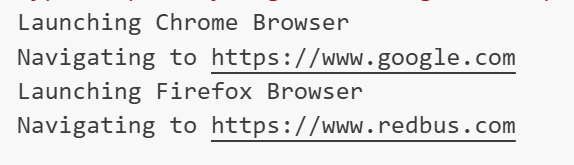 Launching Chrome Browser
Navigating to https://www.google.com
Launching Firefox Browser
Navigating to https://www.redbus.com